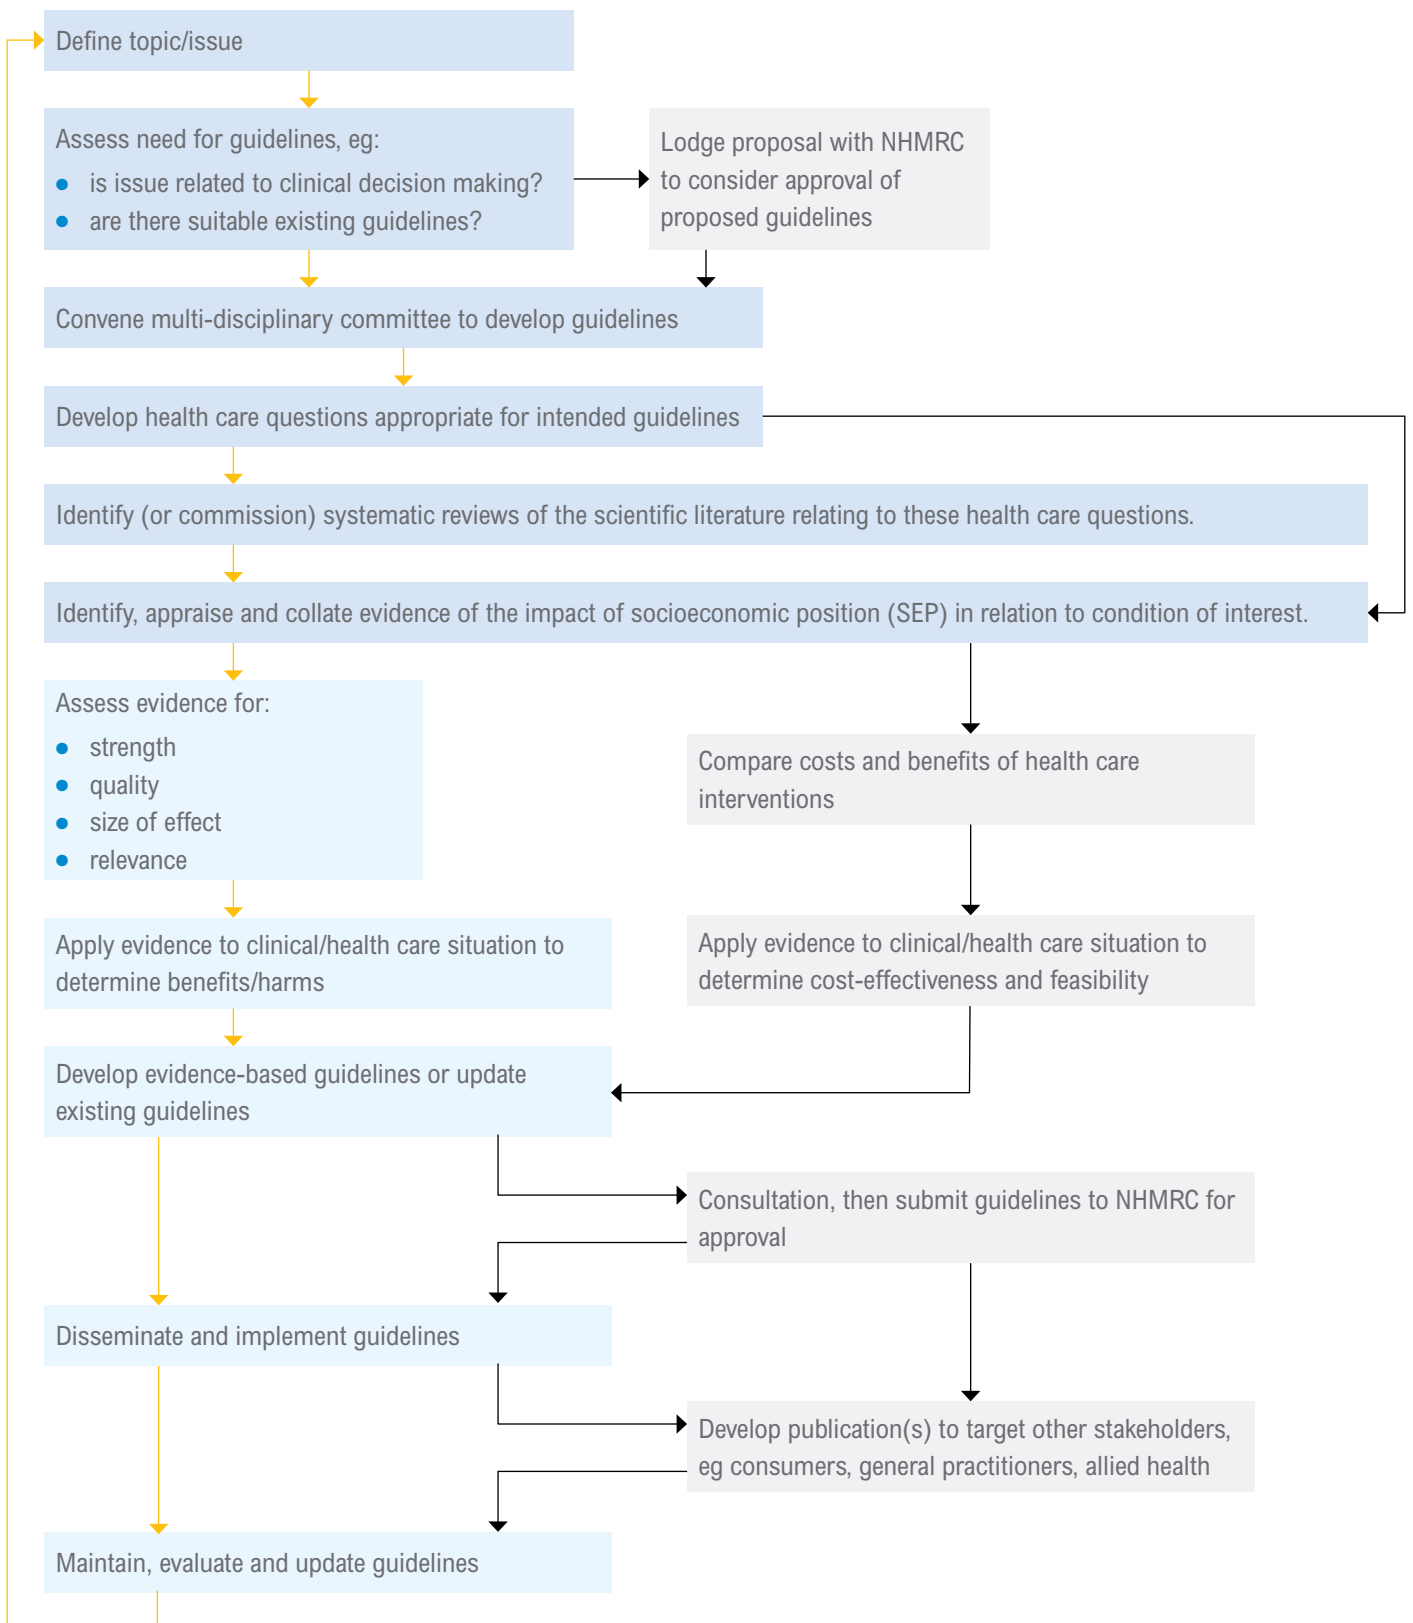 Define topic/issue
Assess need for guidelines, eg:
● is issue related to clinical decision making?
● are there suitable existing guidelines?
Lodge proposal with NHMRC
to consider approval of
proposed guidelines
Convene multi-disciplinary committee to develop guidelines
Develop health care questions appropriate for intended guidelines
Identify (or commission) systematic reviews of the scientific literature relating to these health care questions.
Identify, appraise and collate evidence of the impact of socioeconomic position (SEP) in relation to condition of interest.
Assess evidence for:
● strength
● quality
● size of effect
● relevance
Compare costs and benefits of health care
interventions
Apply evidence to clinical/health care situation to
determine benefits/harms
Apply evidence to clinical/health care situation to
determine cost-effectiveness and feasibility
Develop evidence-based guidelines or update
existing guidelines
Consultation, then submit guidelines to NHMRC for
approval
Disseminate and implement guidelines
Develop publication(s) to target other stakeholders,
eg consumers, general practitioners, allied health
Maintain, evaluate and update guidelines